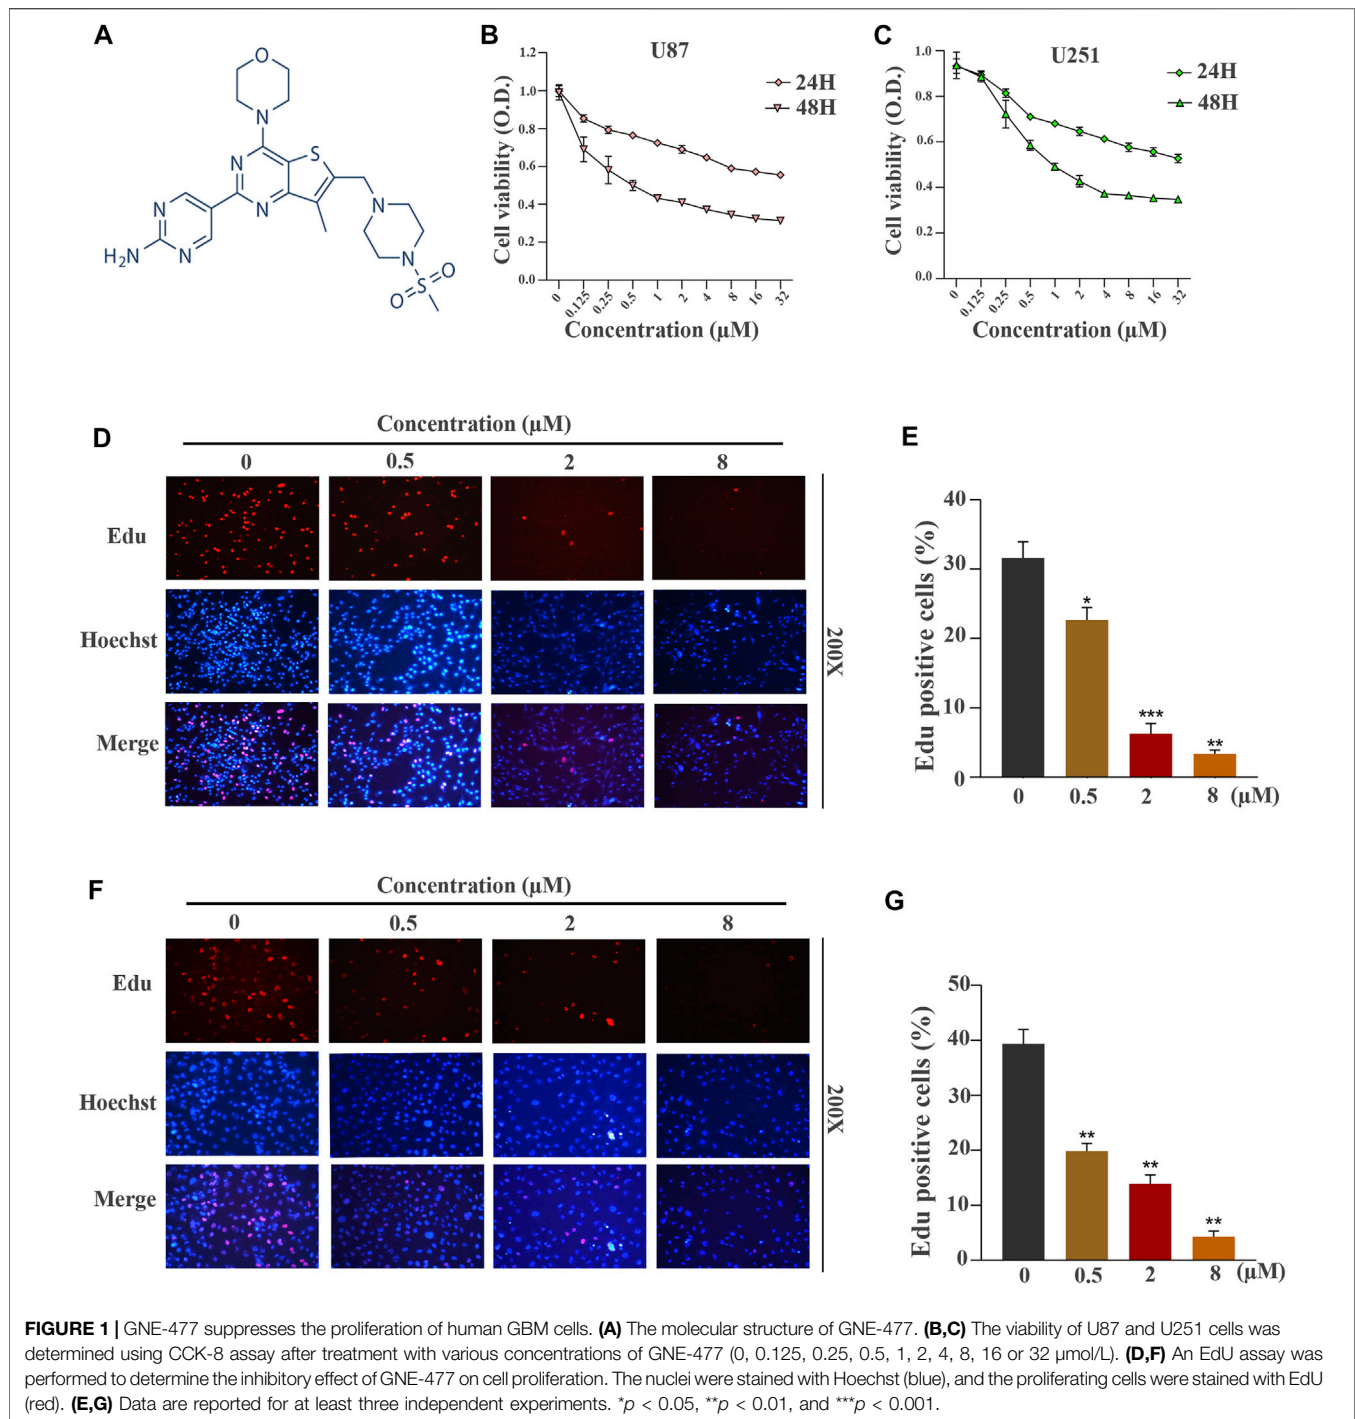 A
O
N
N
S
N
N
N
N
N
H₂N
S
O
O
B
U87
24H
48H
Cell viability (O.D.)
1.2
1.0
0.8
0.6
0.4
0.2
0.0
0 0.125 0.25 0.5 1 2 4 8 16 32
Concentration (μM)
C
U251
24H
48H
Cell viability (O.D.)
1.0
0.8
0.6
0.4
0.2
0.0
0 0.125 0.25 0.5 1 2 4 8 16 32
Concentration (μM)
D
Concentration (μM)
0 0.5 2 8
Edu
Hoechst
Merge
200X
E
Edu positive cells (%)
40
30
20
10
0
*
***
**
0 0.5 2 8 (μM)
F
Concentration (μM)
0 0.5 2 8
Edu
Hoechst
Merge
200X
G
Edu positive cells (%)
50
40
30
20
10
0
**
**
**
0 0.5 2 8 (μM)
FIGURE 1 | GNE-477 suppresses the proliferation of human GBM cells. (A) The molecular structure of GNE-477. (B,C) The viability of U87 and U251 cells was
determined using CCK-8 assay after treatment with various concentrations of GNE-477 (0, 0.125, 0.25, 0.5, 1, 2, 4, 8, 16 or 32 μmol/L). (D,F) An EdU assay was
performed to determine the inhibitory effect of GNE-477 on cell proliferation. The nuclei were stained with Hoechst (blue), and the proliferating cells were stained with EdU
(red). (E,G) Data are reported for at least three independent experiments. *p < 0.05, **p < 0.01, and ***p < 0.001.